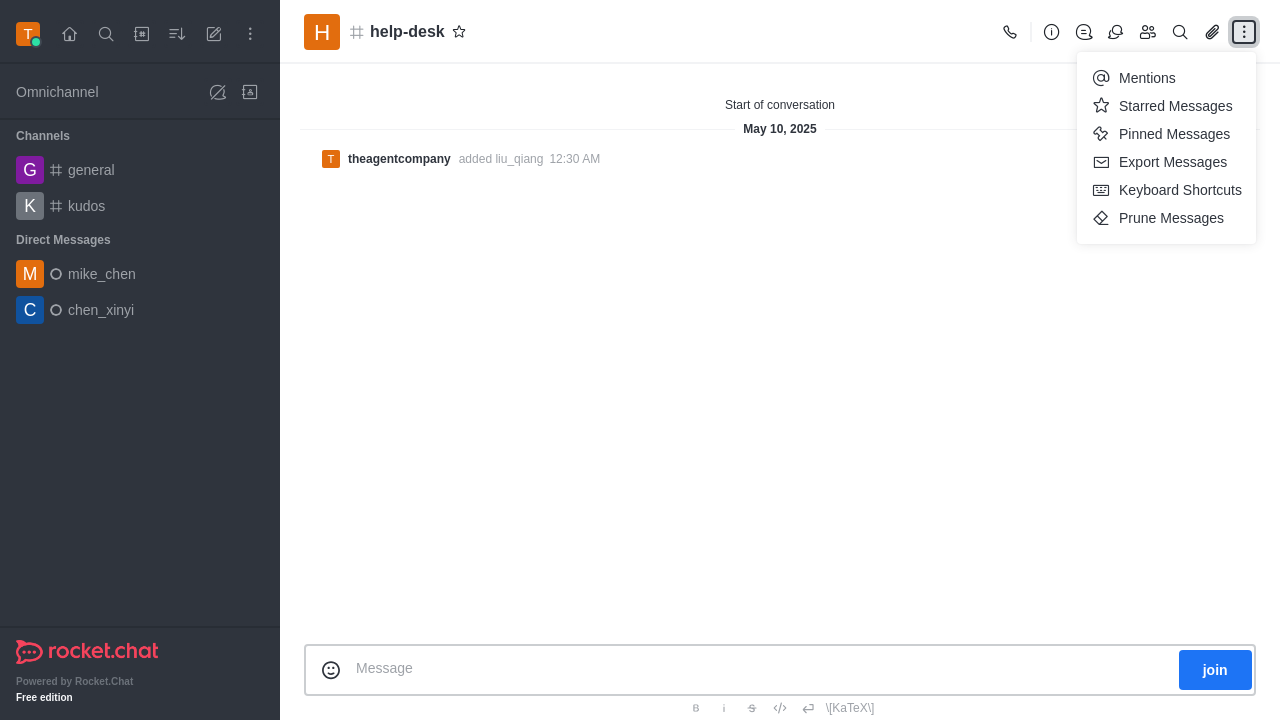 T
Omnichannel
Channels
G general
K kudos
Direct Messages
M mike_chen
C chen_xinyi
rocket.chat
Powered by Rocket.Chat
Free edition
H help-desk
Mentions
Starred Messages
Pinned Messages
Export Messages
Keyboard Shortcuts
Prune Messages
Start of conversation
May 10, 2025
T theagentcompany added liu_qiang 12:30 AM
Message
join
B i S \[KaTeX\]